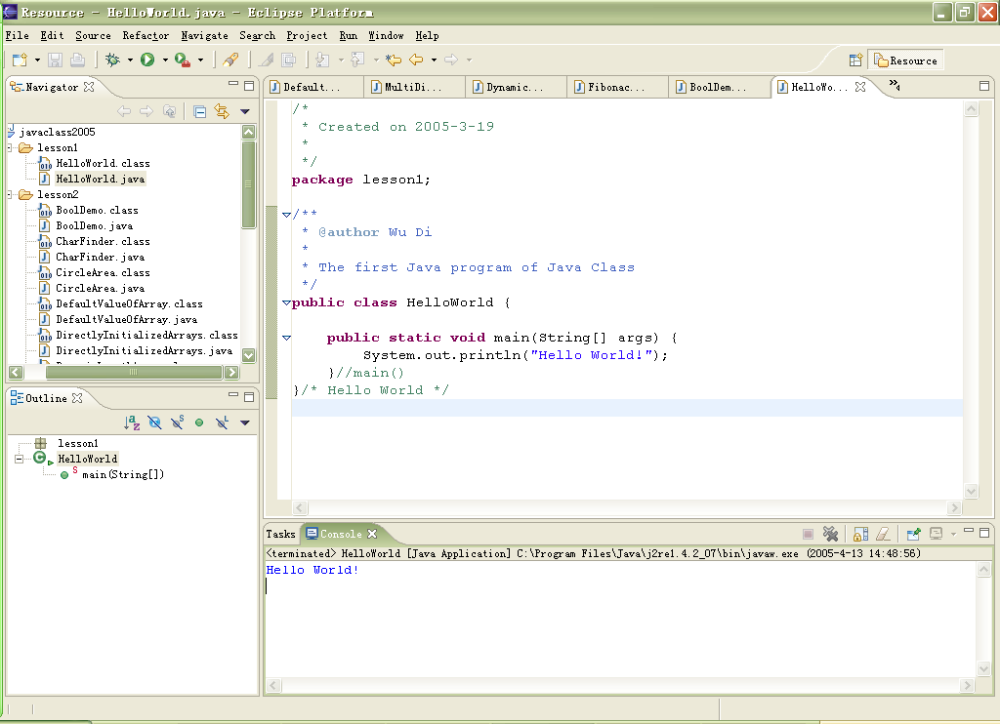 Resource - HelloWorld.java - Eclipse Platform
File Edit Source Refactor Navigate Search Project Run Window Help
Resource
Navigator
Default... MultiDi... Dynamic... Fibonac... BoolDem... HelloWo... 4
javaclass2005
lesson1
HelloWorld.class
HelloWorld.java
lesson2
BoolDemo.class
BoolDemo.java
CharFinder.class
CharFinder.java
CircleArea.class
CircleArea.java
DefaultValueOfArray.class
DefaultValueOfArray.java
DirectlyInitializedArrays.class
DirectlyInitializedArrays.java
/*
 * Created on 2005-3-19
 *
 */
package lesson1;
/**
 * @author Wu Di
 *
 * The first Java program of Java Class
 */
public class HelloWorld {
    public static void main(String[] args) {
        System.out.println("Hello World!");
    }//main()
}/* Hello World */
Outline
lesson1
HelloWorld
main(String[])
Tasks Console
<terminated> HelloWorld [Java Application] C:\Program Files\Java\j2re1.4.2_07\bin\javaw.exe (2005-4-13 14:48:56)
Hello World!